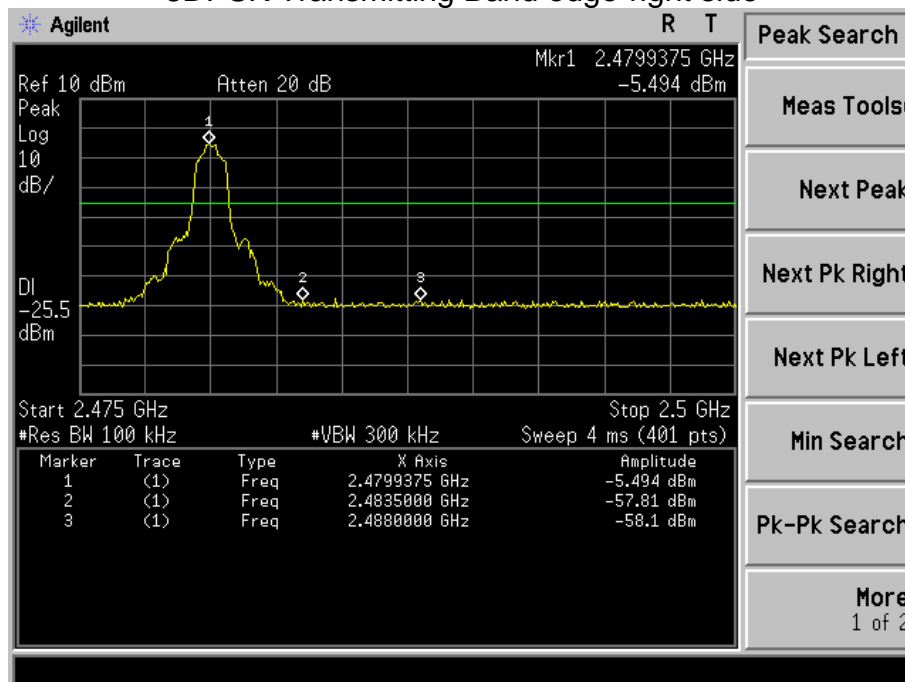 Agilent R T
Peak Search
Mkr1 2.4799375 GHz
Ref 10 dBm Atten 20 dB -5.494 dBm
Peak
Log
10
dB/
1
2
3
DI
-25.5
dBm
Start 2.475 GHz Stop 2.5 GHz
#Res BW 100 kHz #VBW 300 kHz Sweep 4 ms (401 pts)
Marker Trace Type X Axis Amplitude
1 (1) Freq 2.4799375 GHz -5.494 dBm
2 (1) Freq 2.4835000 GHz -57.81 dBm
3 (1) Freq 2.4880000 GHz -58.1 dBm
Meas Tools
Next Peak
Next Pk Right
Next Pk Left
Min Search
Pk-Pk Search
More
1 of 2